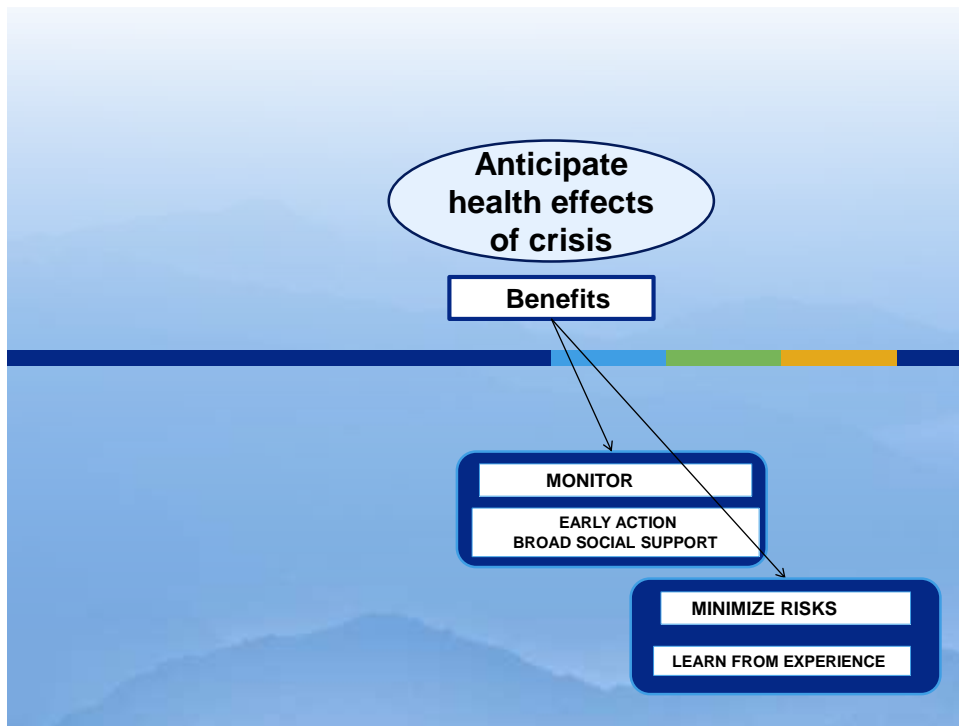 Anticipate
health effects
of crisis
Benefits
MONITOR
EARLY ACTION
BROAD SOCIAL SUPPORT
MINIMIZE RISKS
LEARN FROM EXPERIENCE